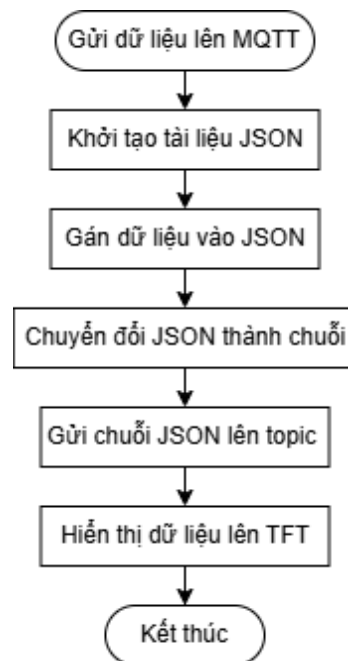 Gửi dữ liệu lên MQTT
Khởi tạo tài liệu JSON
Gán dữ liệu vào JSON
Chuyển đổi JSON thành chuỗi
Gửi chuỗi JSON lên topic
Hiển thị dữ liệu lên TFT
Kết thúc